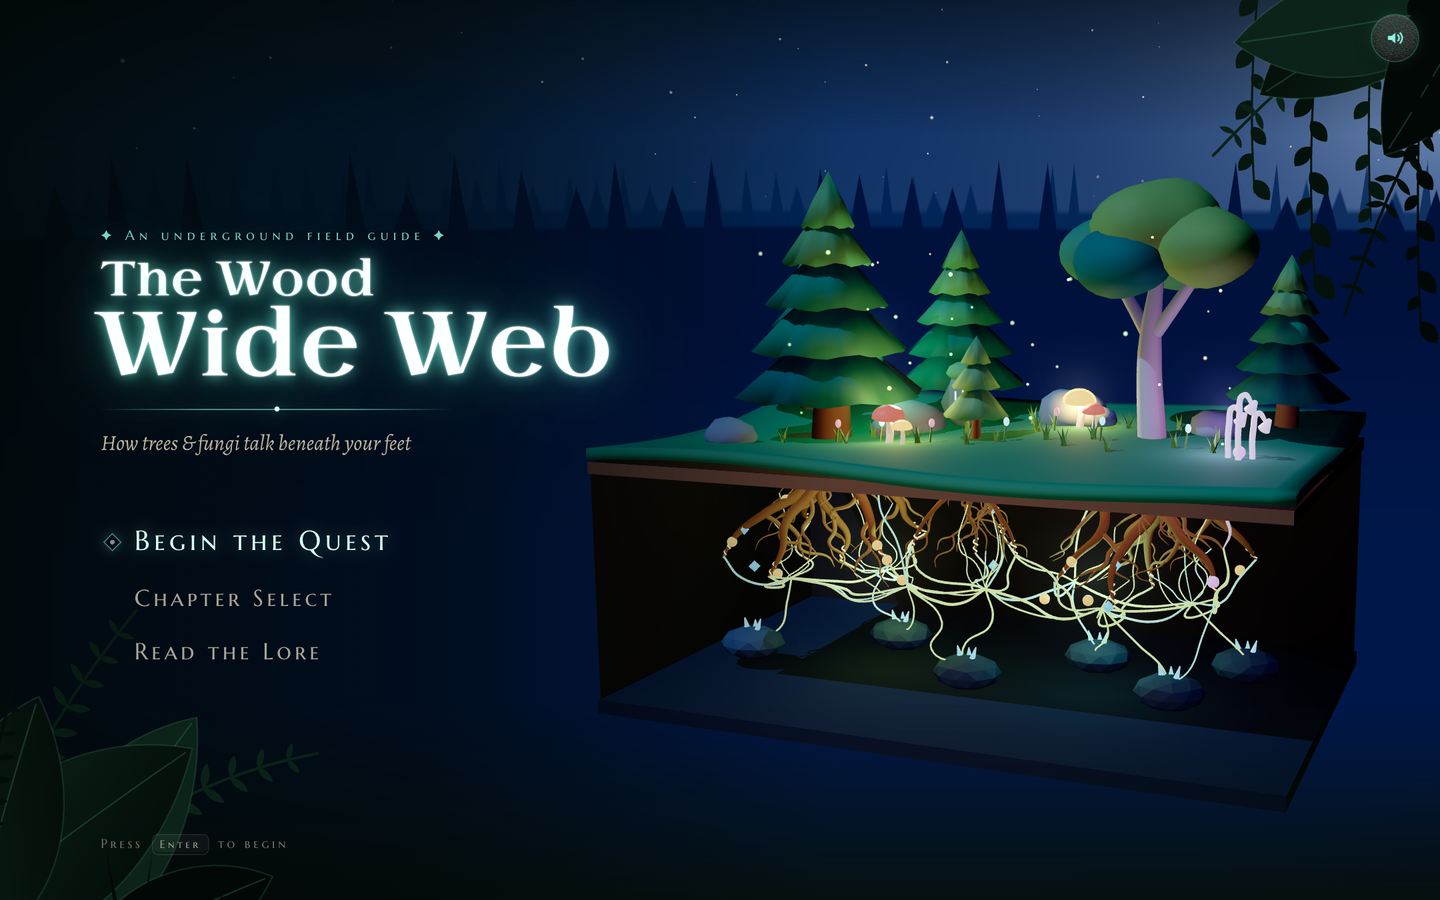 ✦ An underground field guide ✦
The Wood
Wide Web
How trees & fungi talk beneath your feet
Begin the Quest
Chapter Select
Read the Lore
Press Enter to begin